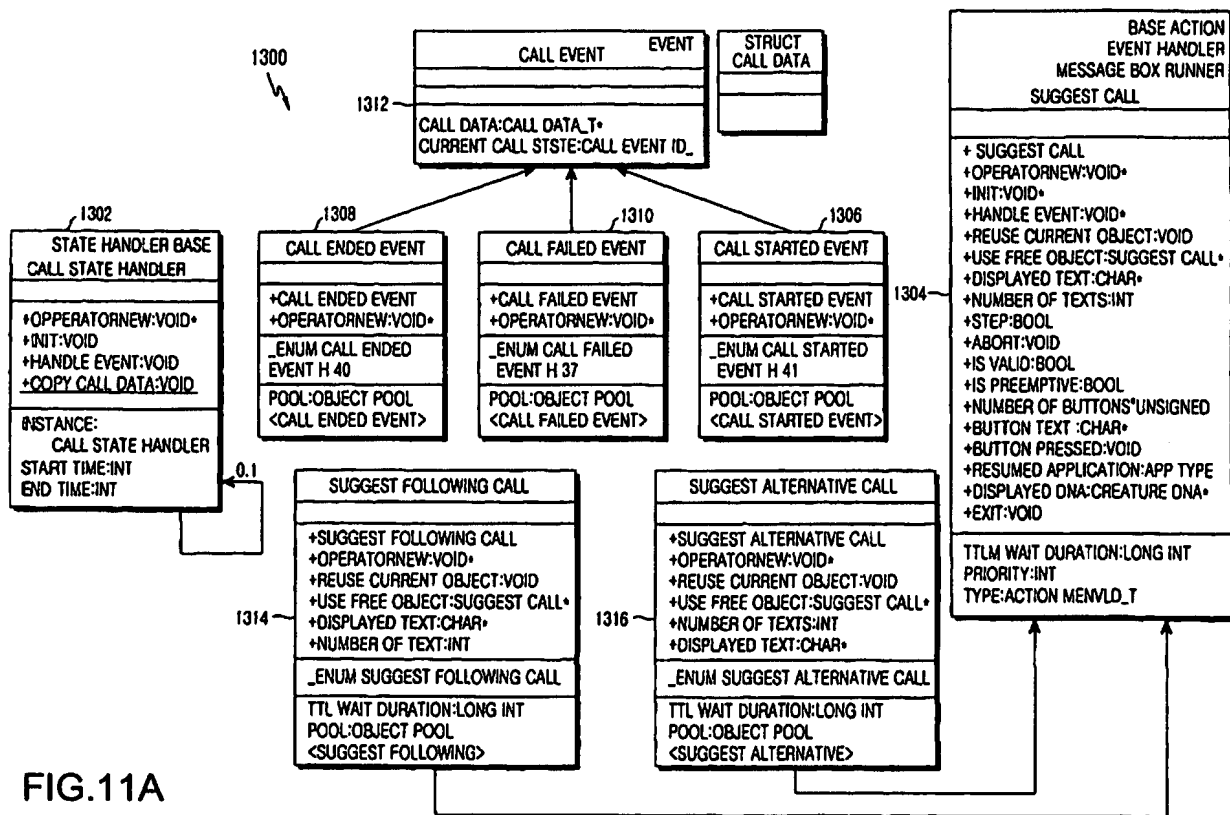 1300
EVENT
CALL EVENT
1312
CALL DATA:CALL DATA_T*
CURRENT CALL STSTE:CALL EVENT ID_
STRUCT
CALL DATA
BASE ACTION
EVENT HANDLER
MESSAGE BOX RUNNER
SUGGEST CALL
1304
+ SUGGEST CALL
+OPERATORNEW:VOID*
+INIT:VOID*
+HANDLE EVENT:VOID*
+REUSE CURRENT OBJECT:VOID
+USE FREE OBJECT:SUGGEST CALL*
+DISPLAYED TEXT:CHAR*
+NUMBER OF TEXTS:INT
+STEP:BOOL
+ABORT:VOID
+IS VALID:BOOL
+IS PREEMPTIVE:BOOL
+NUMBER OF BUTTONS*UNSIGNED
+BUTTON TEXT :CHAR*
+BUTTON PRESSED:VOID
+RESUMED APPLICATION:APP TYPE
+DISPLAYED DNA:CREATURE DNA*
+EXIT:VOID
TTLM WAIT DURATION:LONG INT
PRIORITY:INT
TYPE:ACTION MENVLD_T
1302
STATE HANDLER BASE
CALL STATE HANDLER
+OPPERATORNEW:VOID*
+INIT:VOID
+HANDLE EVENT:VOID
+COPY CALL DATA:VOID
INSTANCE:
CALL STATE HANDLER
START TIME:INT
END TIME:INT
0.1
1308
CALL ENDED EVENT
+CALL ENDED EVENT
+OPERATORNEW:VOID*
_ENUM CALL ENDED
EVENT H 40
POOL:OBJECT POOL
<CALL ENDED EVENT>
1310
CALL FAILED EVENT
+CALL FAILED EVENT
+OPERATORNEW:VOID*
_ENUM CALL FAILED
EVENT H 37
POOL:OBJECT POOL
<CALL FAILED EVENT>
1306
CALL STARTED EVENT
+CALL STARTED EVENT
+OPERATORNEW:VOID*
_ENUM CALL STARTED
EVENT H 41
POOL:OBJECT POOL
<CALL STARTED EVENT>
1314
SUGGEST FOLLOWING CALL
+SUGGEST FOLLOWING CALL
+OPERATORNEW:VOID*
+REUSE CURRENT OBJECT:VOID
+USE FREE OBJECT:SUGGEST CALL*
+DISPLAYED TEXT:CHAR*
+NUMBER OF TEXT:INT
_ENUM SUGGEST FOLLOWING CALL
TTL WAIT DURATION:LONG INT
POOL:OBJECT POOL
<SUGGEST FOLLOWING>
1316
SUGGEST ALTERNATIVE CALL
+SUGGEST ALTERNATIVE CALL
+OPERATORNEW:VOID*
+REUSE CURRENT OBJECT:VOID
+USE FREE OBJECT:SUGGEST CALL*
+NUMBER OF TEXTS:INT
+DISPLAYED TEXT:CHAR*
_ENUM SUGGEST ALTERNATIVE CALL
TTL WAIT DURATION:LONG INT
POOL:OBJECT POOL
<SUGGEST ALTERNATIVE>
FIG.11A